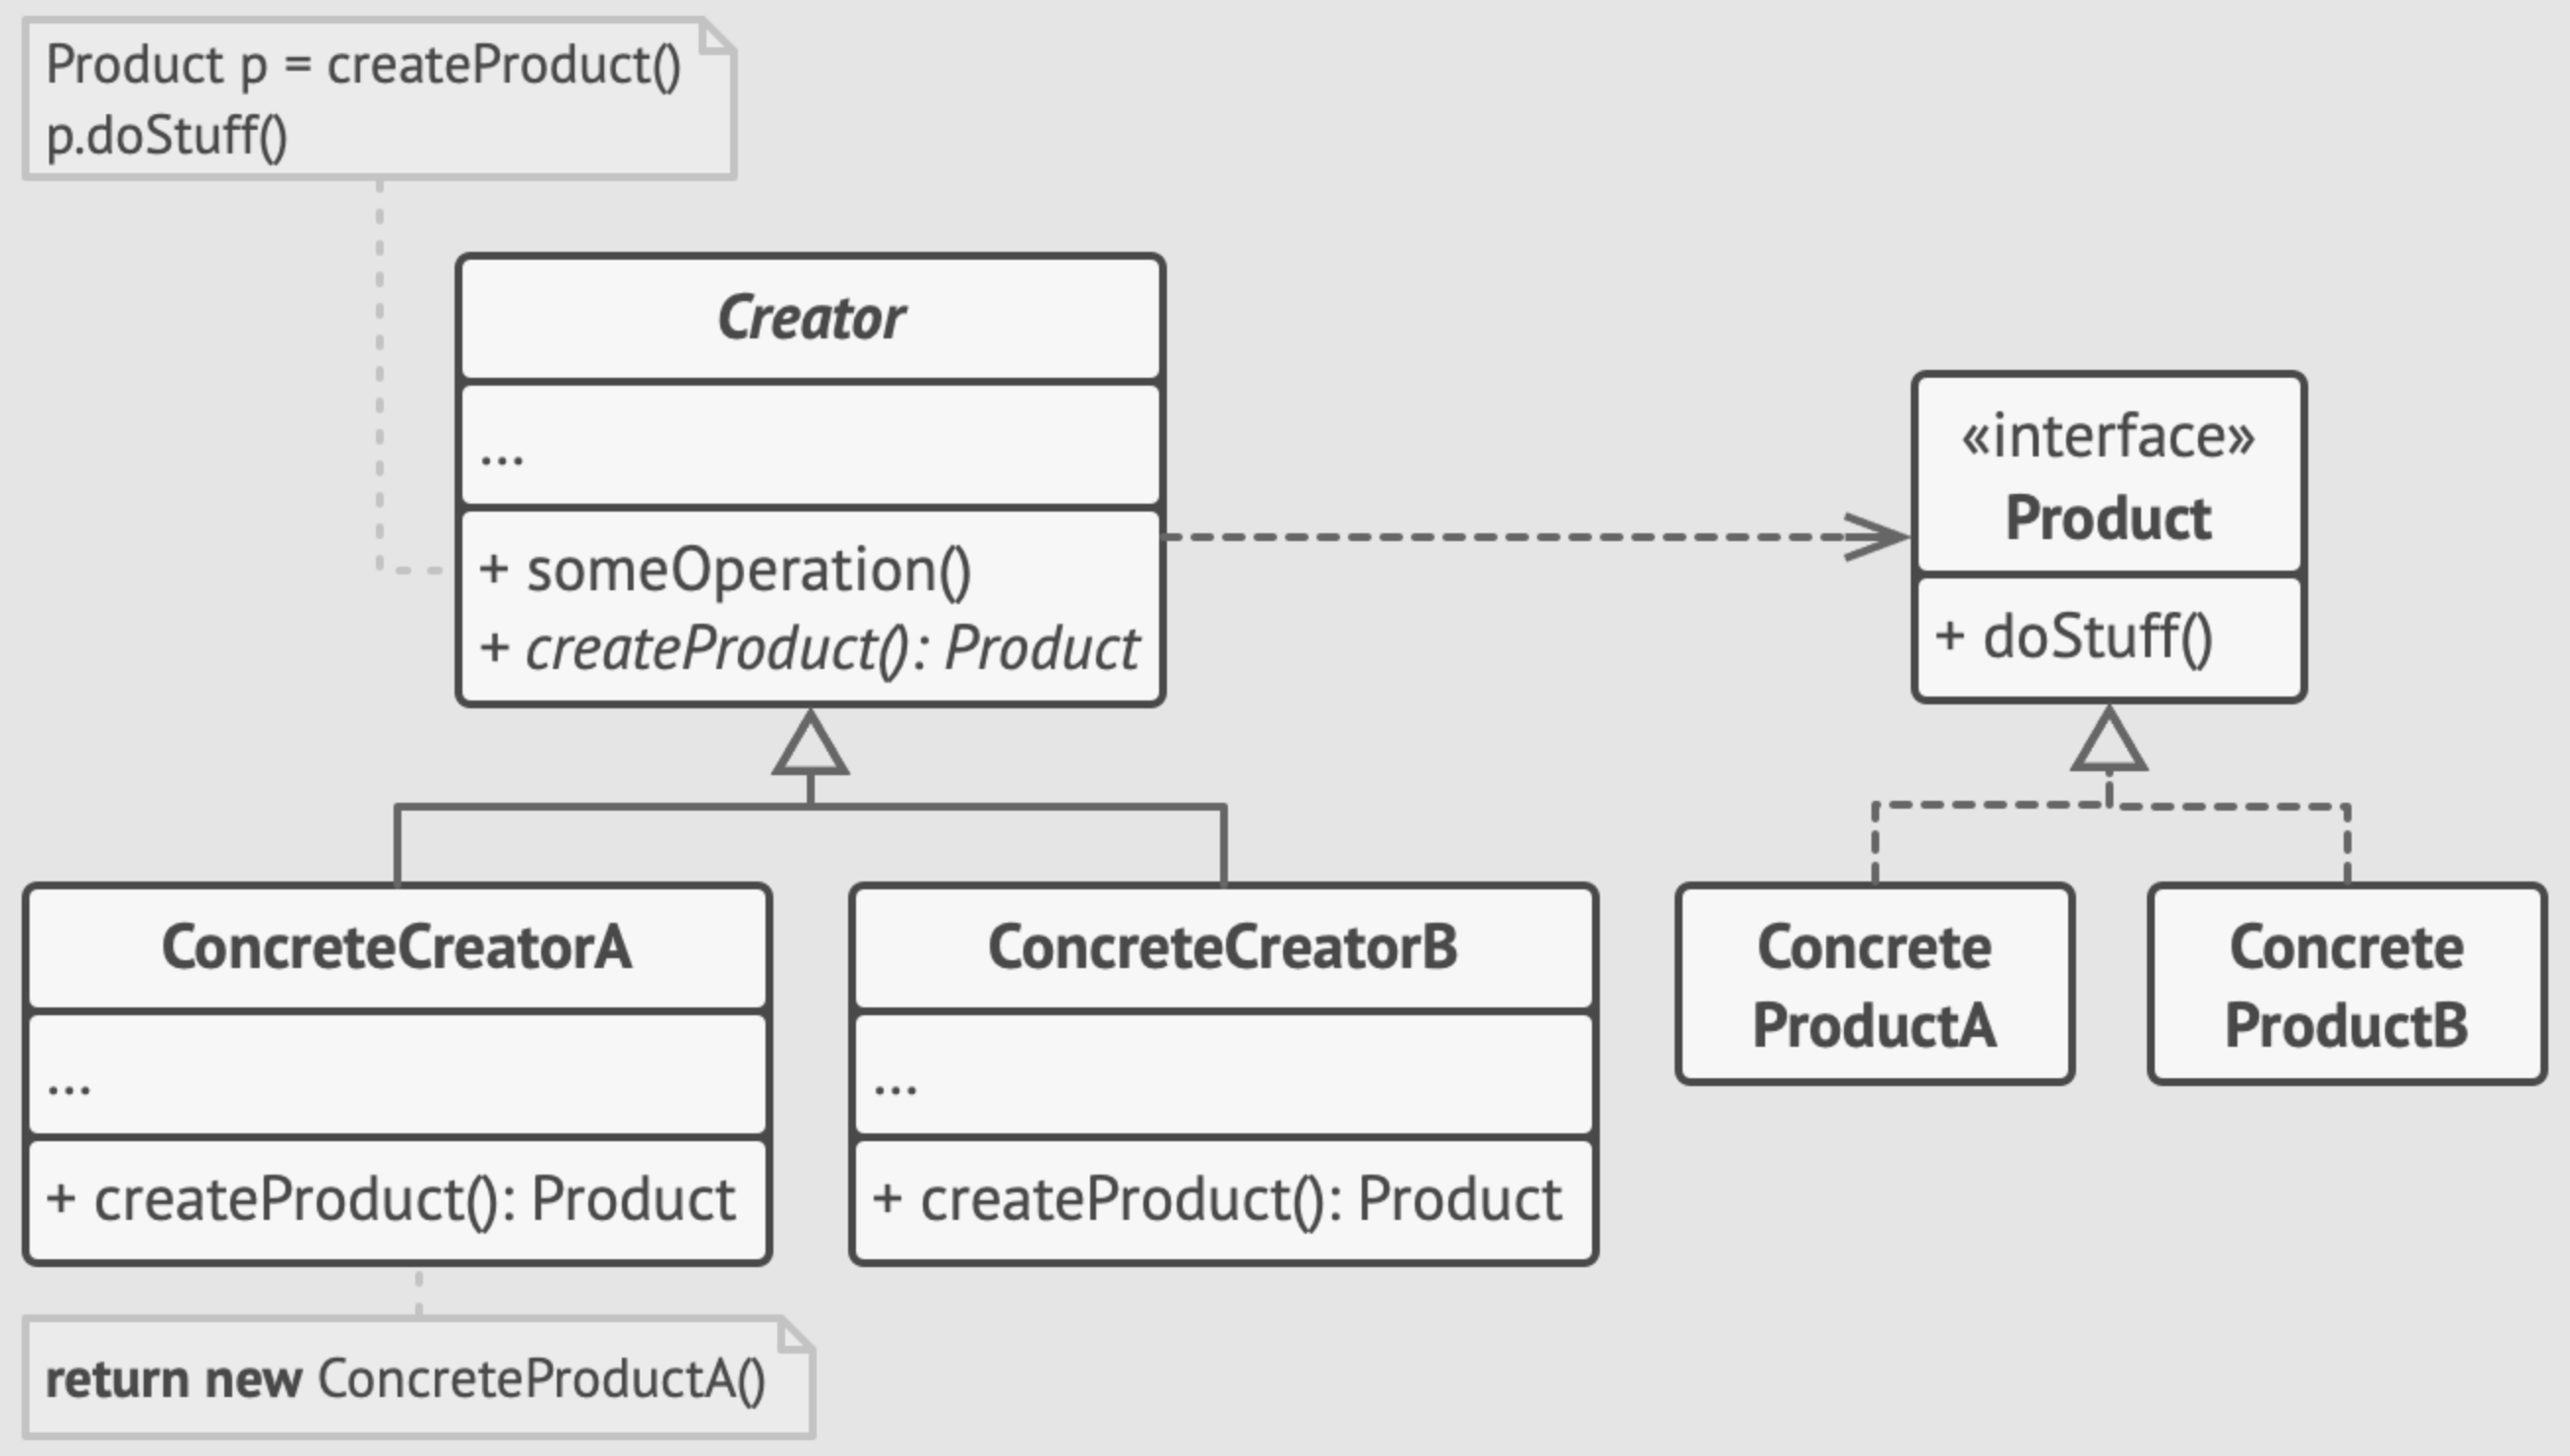 Product p = createProduct()
p.doStuff()
Creator
...
+ someOperation()
+ createProduct(): Product
«interface»
Product
+ doStuff()
ConcreteCreatorA
...
+ createProduct(): Product
ConcreteCreatorB
...
+ createProduct(): Product
Concrete
ProductA
Concrete
ProductB
return new ConcreteProductA()